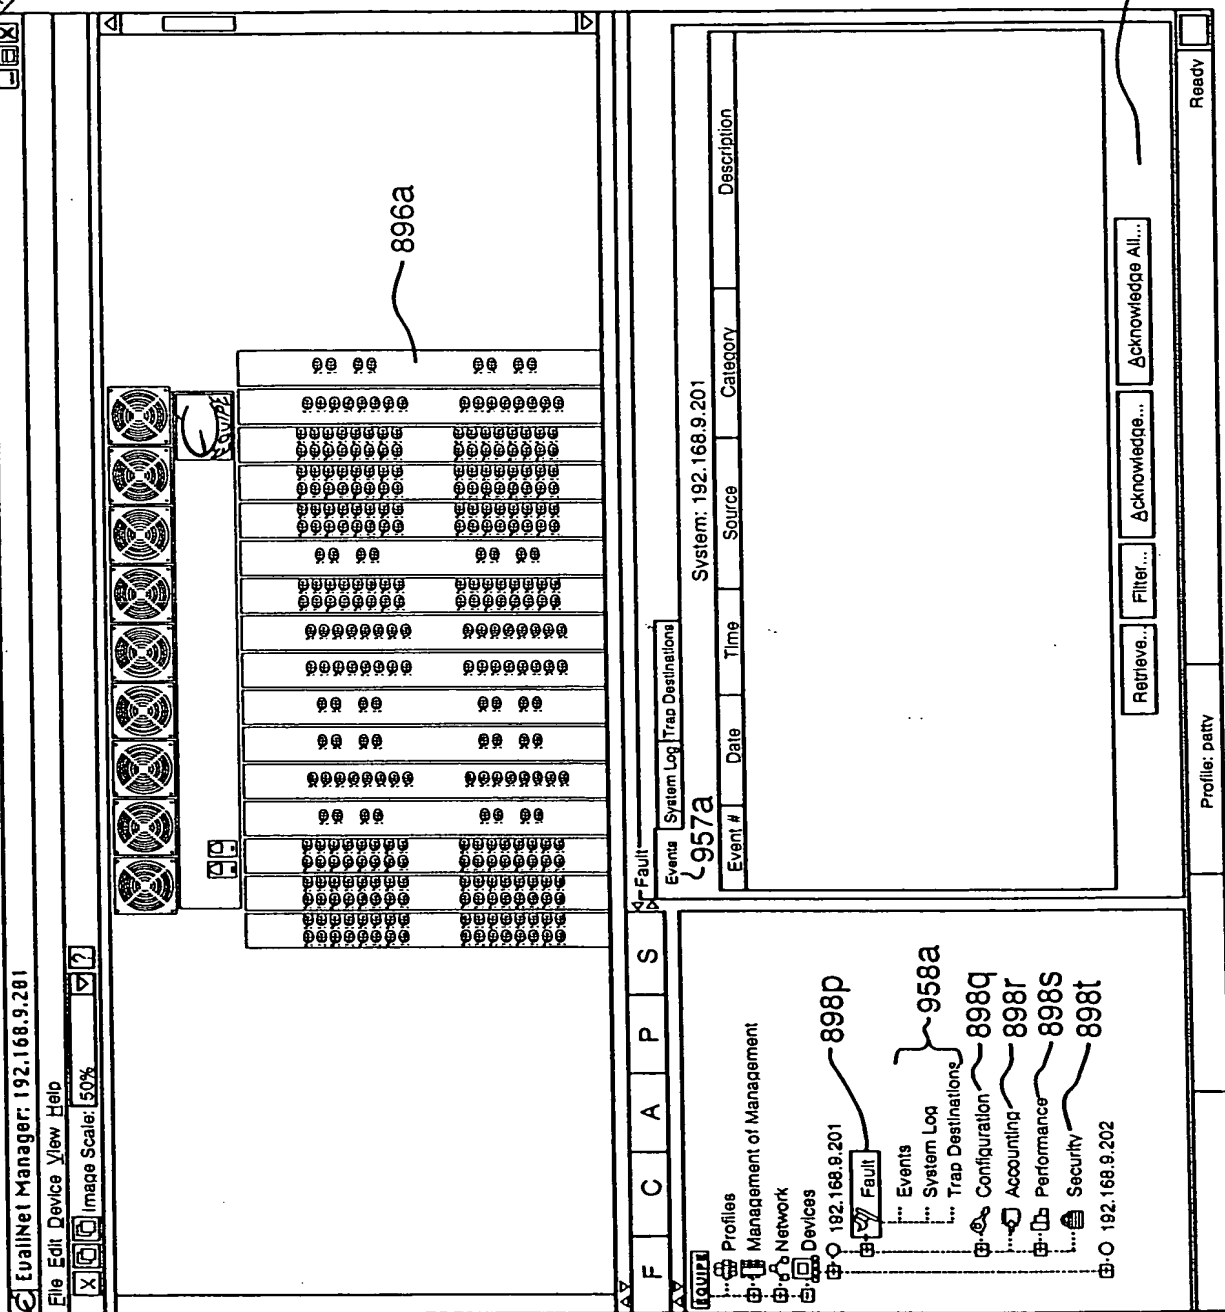 EualNet Manager: 192.168.9.201
File Edit Device View Help
Image Scale: 50%
?
896a
F C A P S
EQUIPE
Profiles
Management of Management
Network
Devices
192.168.9.201
Fault
898p
Events
System Log
Trap Destinations
958a
Configuration
898q
Accounting
898r
Performance
898s
Security
898t
192.168.9.202
Fault
Events System Log Trap Destinations
957a
System: 192.168.9.201
Event # Date Time Source Category Description
Retrieve... Filter... Acknowledge... Acknowledge All...
Profile: patty
Ready